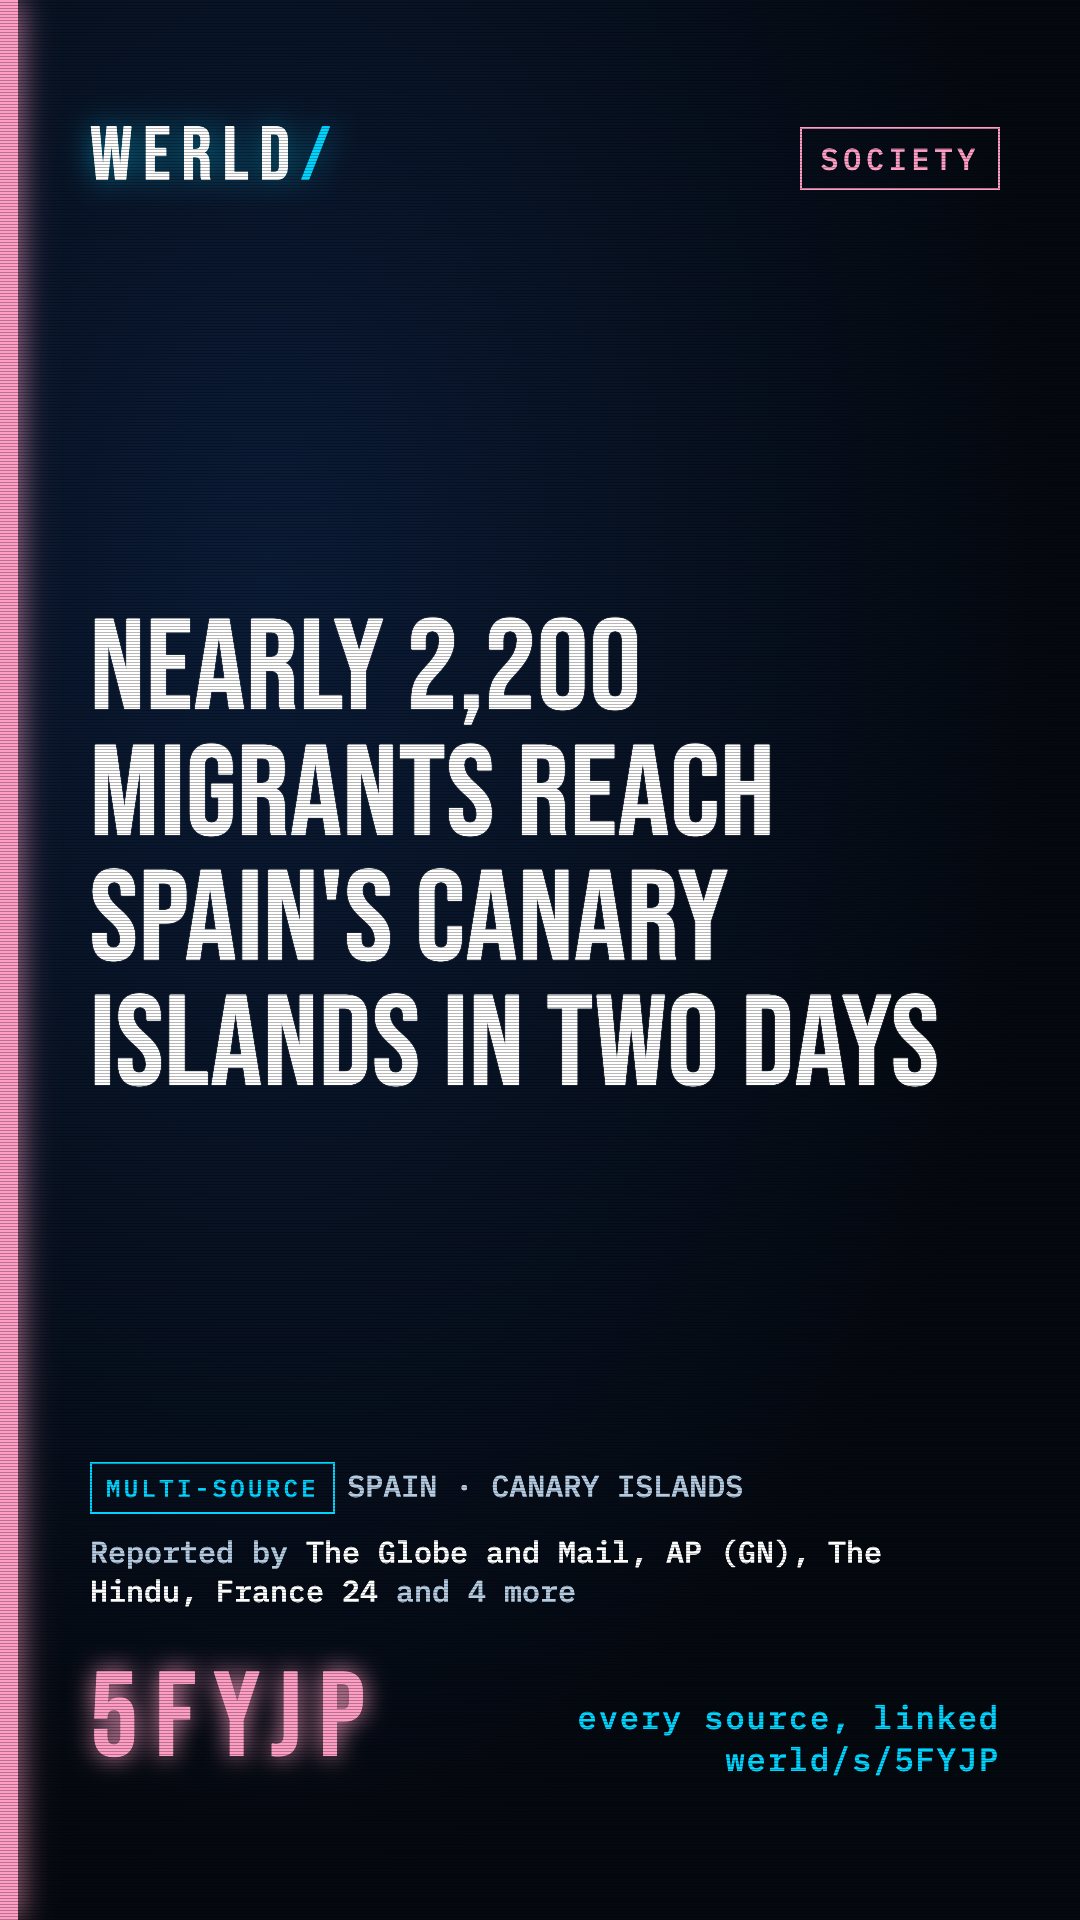 WERLD/
SOCIETY
NEARLY 2,200
MIGRANTS REACH
SPAIN'S CANARY
ISLANDS IN TWO DAYS
MULTI-SOURCE SPAIN · CANARY ISLANDS
Reported by The Globe and Mail, AP (GN), The
Hindu, France 24 and 4 more
5FYJP
every source, linked
werld/s/5FYJP